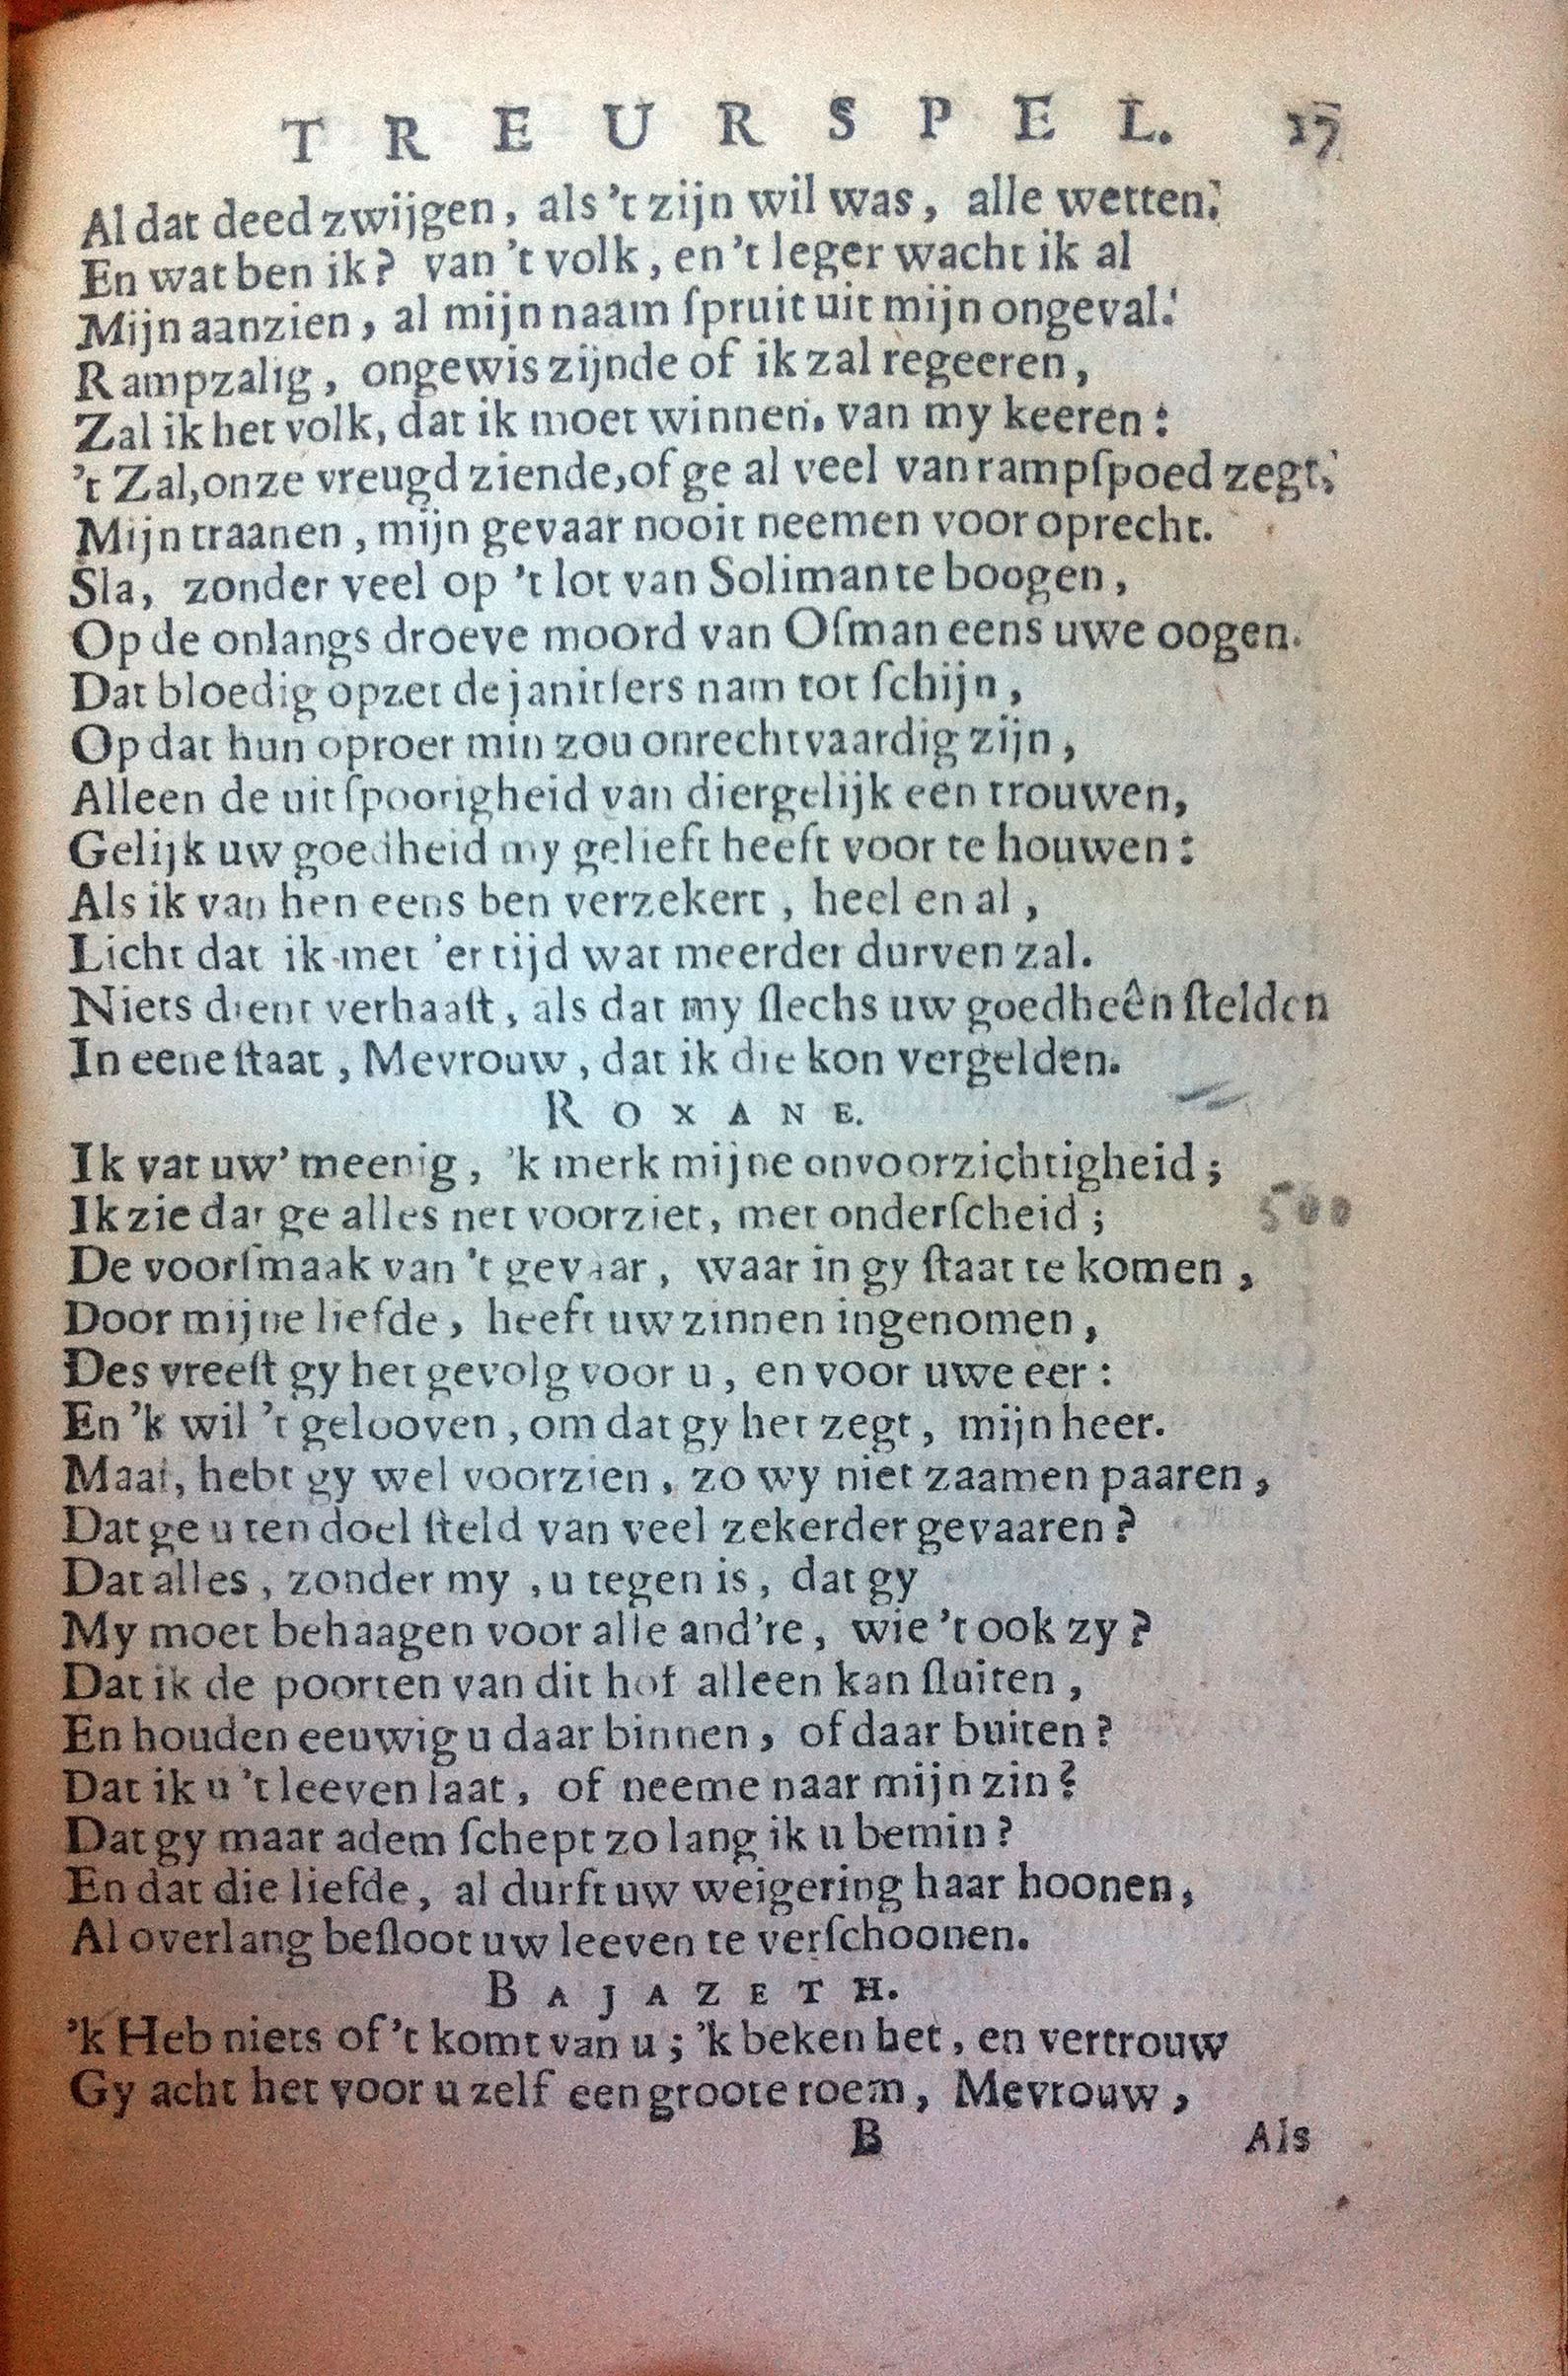 TREURSPEL. 17
Al dat deed zwijgen, als 't zijn wil was, alle wetten.
En wat ben ik? van 't volk, en 't leger wacht ik al
Mijn aanzien, al mijn naam ſpruit uit mijn ongeval:
Rampzalig, ongewis zijnde of ik zal regeeren,
Zal ik het volk, dat ik moet winnen, van my keeren:
't Zal, onze vreugd ziende, of ge al veel van rampſpoed zegt,
Mijn traanen, mijn gevaar nooit neemen voor oprecht.
Sla, zonder veel op 't lot van Soliman te boogen,
Op de onlangs droeve moord van Oſman eens uwe oogen.
Dat bloedig opzet de janitſers nam tot ſchijn,
Op dat hun oproer min zou onrechtvaardig zijn,
Alleen de uitſpoorigheid van diergelijk een trouwen,
Gelijk uw goedheid my gelieft heeft voor te houwen:
Als ik van hen eens ben verzekert, heel en al,
Licht dat ik met 'er tijd wat meerder durven zal.
Niets dient verhaaſt, als dat my ſlechs uw goedheên ſtelden
In eene ſtaat, Mevrouw, dat ik die kon vergelden.
ROXANE.
Ik vat uw' meenig, 'k merk mijne onvoorzichtigheid;
Ik zie dat ge alles net voorziet, met onderſcheid; 500
De voorſmaak van 't gevaar, waar in gy ſtaat te komen,
Door mijne liefde, heeft uw zinnen ingenomen,
Des vreeſt gy het gevolg voor u, en voor uwe eer:
En 'k wil 't gelooven, om dat gy het zegt, mijn heer.
Maar, hebt gy wel voorzien, zo wy niet zaamen paaren,
Dat ge u ten doel ſteld van veel zekerder gevaaren?
Dat alles, zonder my, u tegen is, dat gy
My moet behaagen voor alle and're, wie 't ook zy?
Dat ik de poorten van dit hof alleen kan ſluiten,
En houden eeuwig u daar binnen, of daar buiten?
Dat ik u 't leeven laat, of neeme naar mijn zin?
Dat gy maar adem ſchept zo lang ik u bemin?
En dat die liefde, al durft uw weigering haar hoonen,
Al overlang beſloot uw leeven te verſchoonen.
BAJAZETH.
'k Heb niets of 't komt van u; 'k beken het, en vertrouw
Gy acht het voor u zelf een groote roem, Mevrouw,
B Als